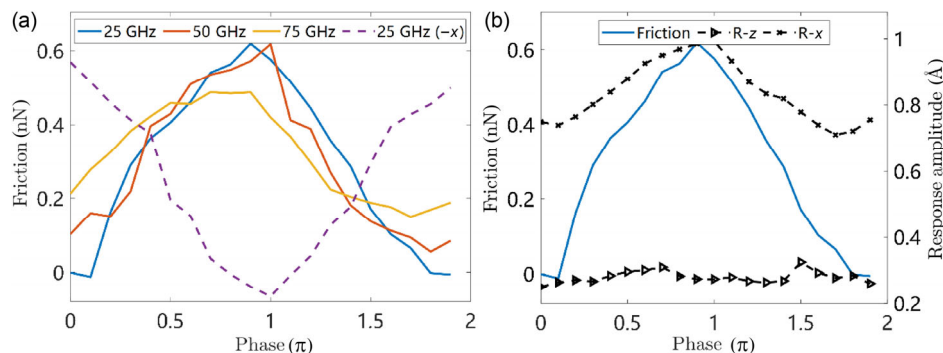 (a)
25 GHz 50 GHz 75 GHz 25 GHz (−x)
Friction (nN)
0.6
0.4
0.2
0
0 0.5 1 1.5 2
Phase (π)
(b)
Friction R-z R-x
Friction (nN)
0.6
0.4
0.2
0
Response amplitude (Å)
1
0.8
0.6
0.4
0.2
0 0.5 1 1.5 2
Phase (π)